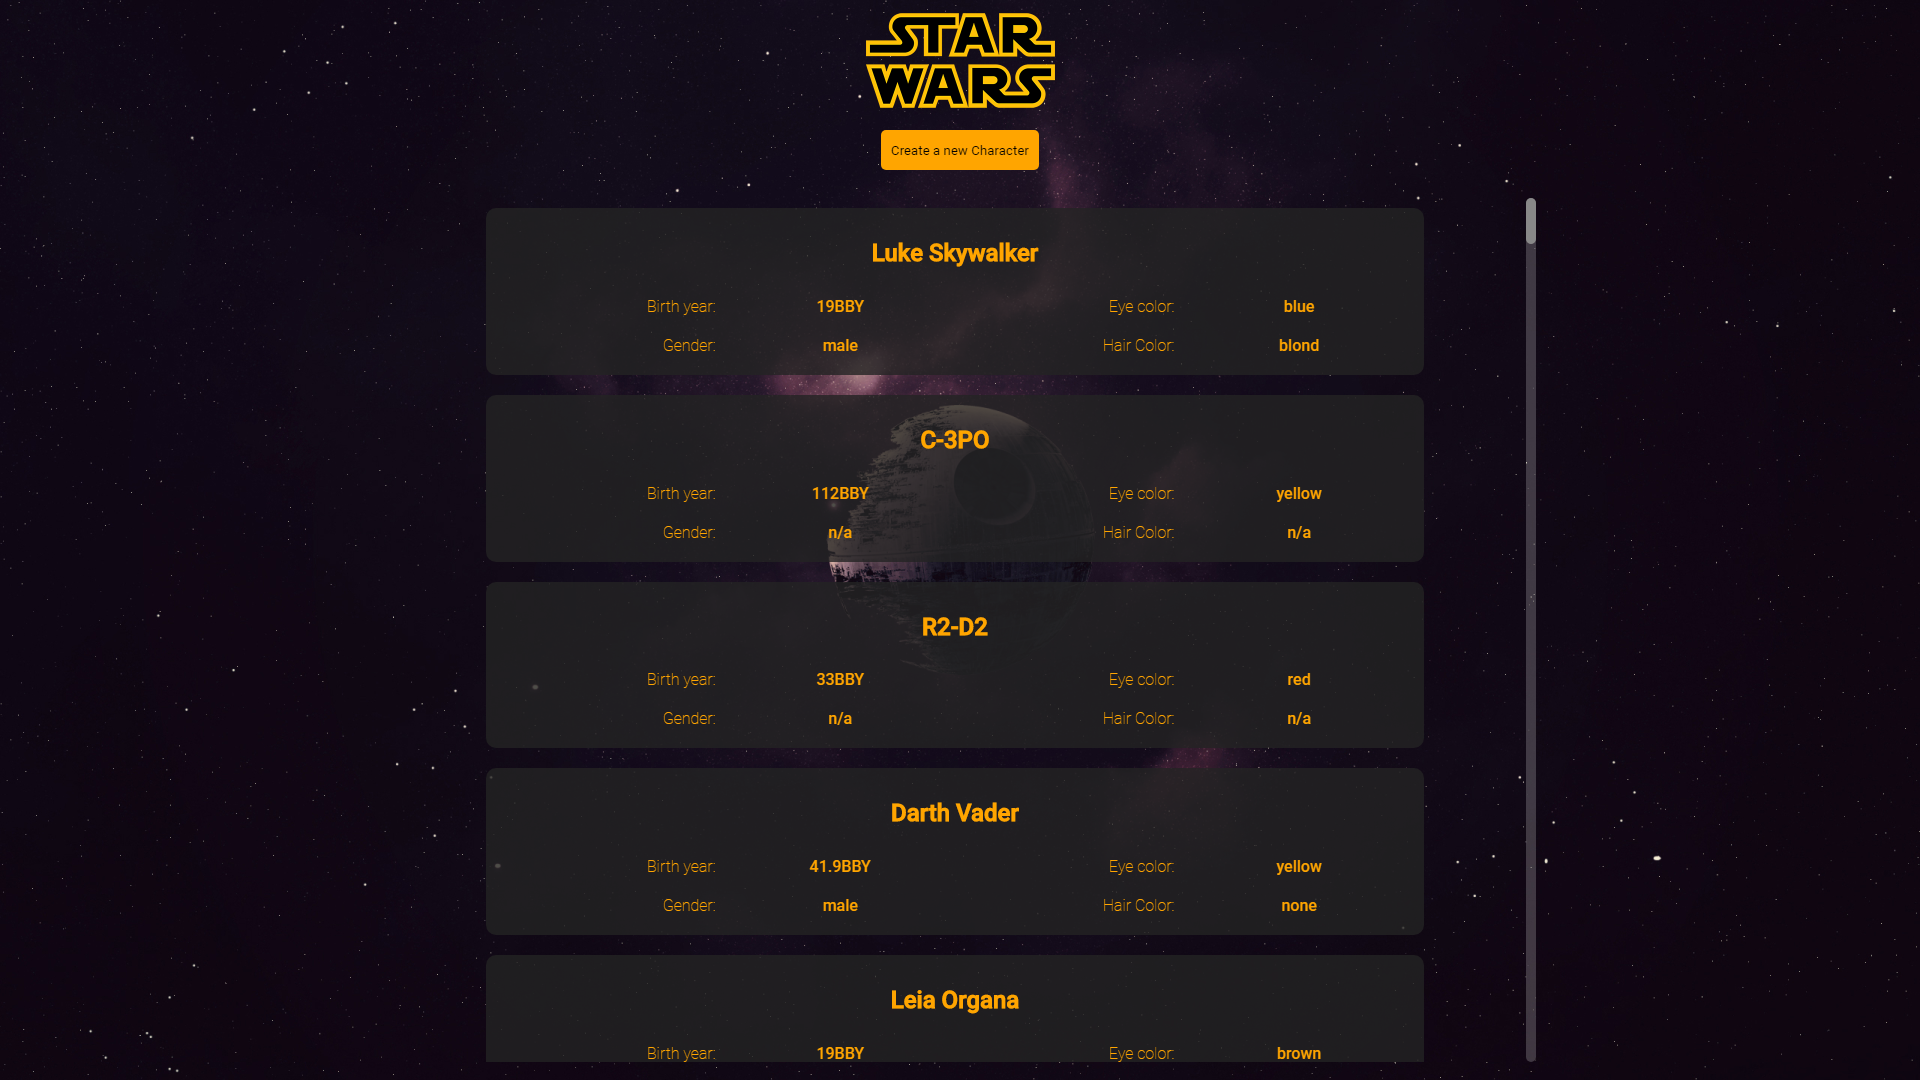 STAR
WARS
Create a new Character
Luke Skywalker
Birth year: 19BBY Eye color: blue
Gender: male Hair Color: blond
C-3PO
Birth year: 112BBY Eye color: yellow
Gender: n/a Hair Color: n/a
R2-D2
Birth year: 33BBY Eye color: red
Gender: n/a Hair Color: n/a
Darth Vader
Birth year: 41.9BBY Eye color: yellow
Gender: male Hair Color: none
Leia Organa
Birth year: 19BBY Eye color: brown